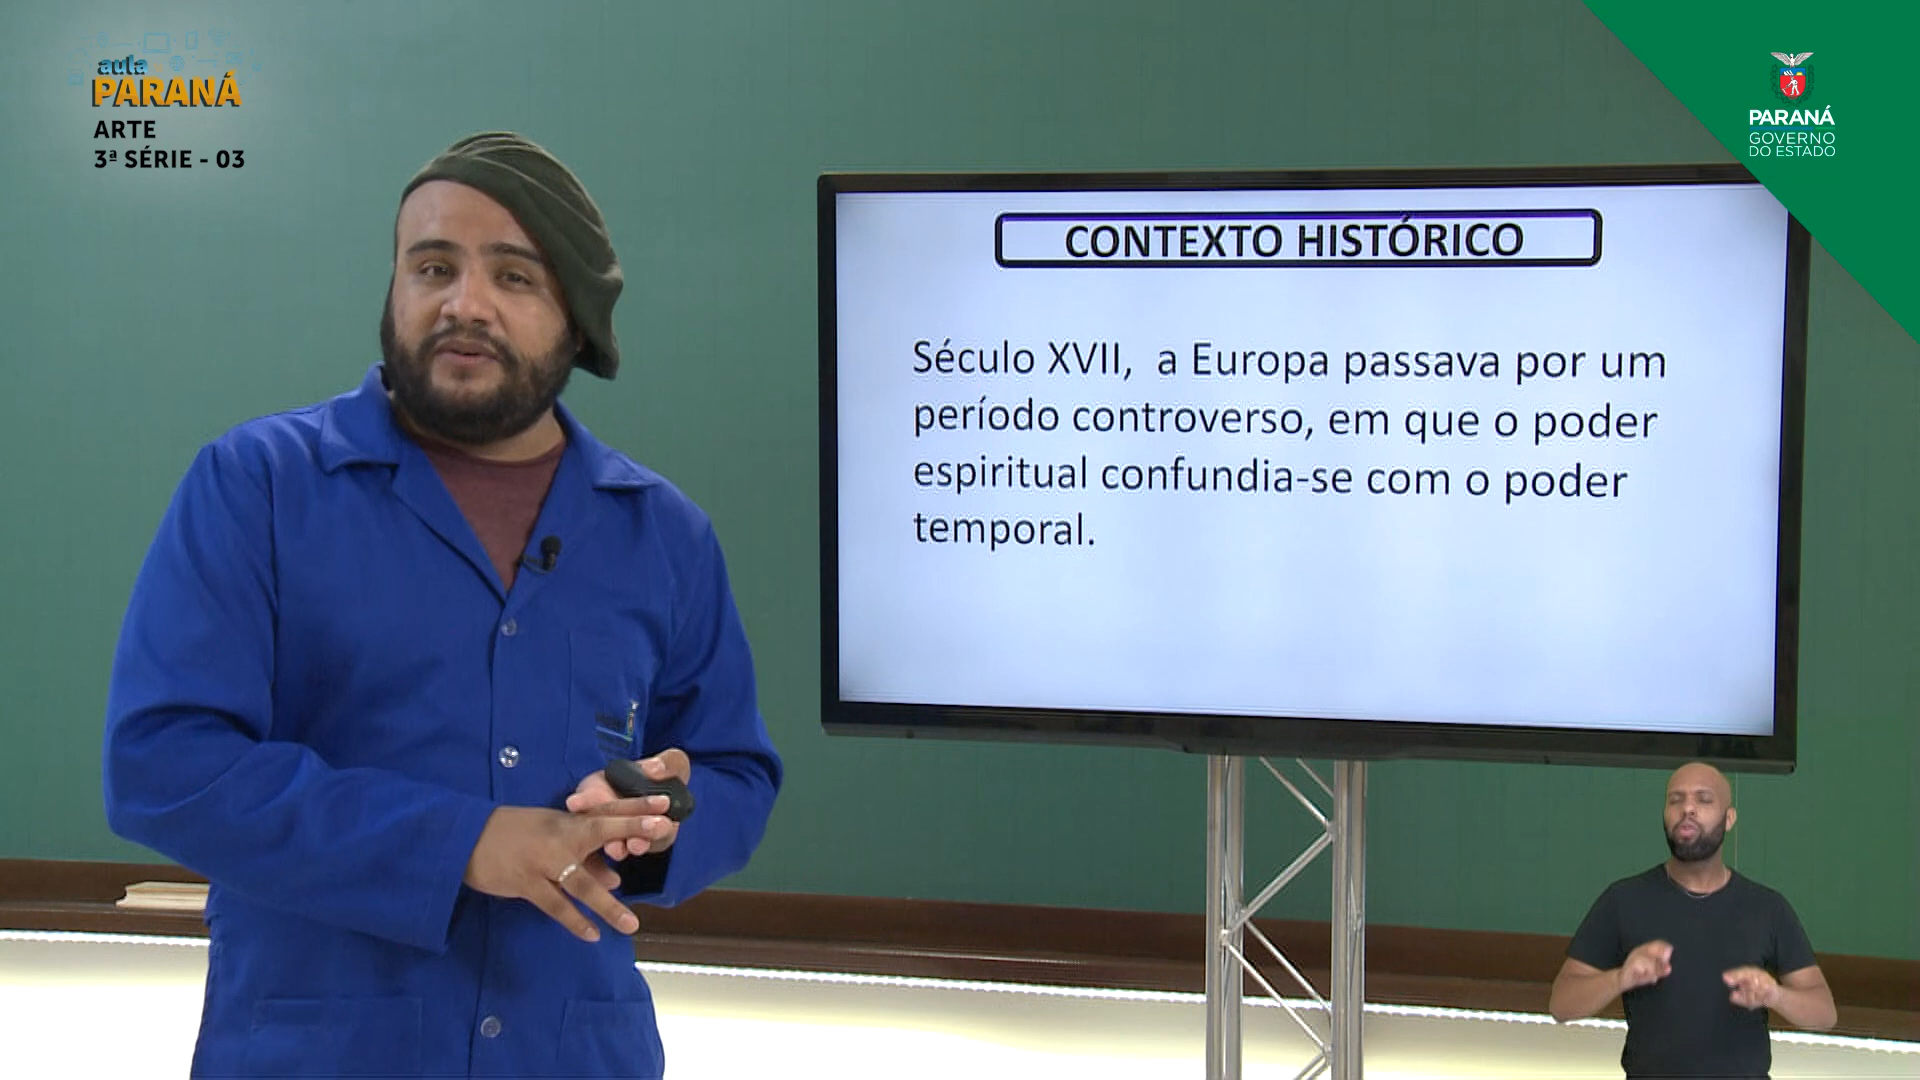 aula
PARANÁ
ARTE
3ª SÉRIE - 03
PARANÁ
GOVERNO
DO ESTADO
CONTEXTO HISTÓRICO
Século XVII, a Europa passava por um
período controverso, em que o poder
espiritual confundia-se com o poder
temporal.